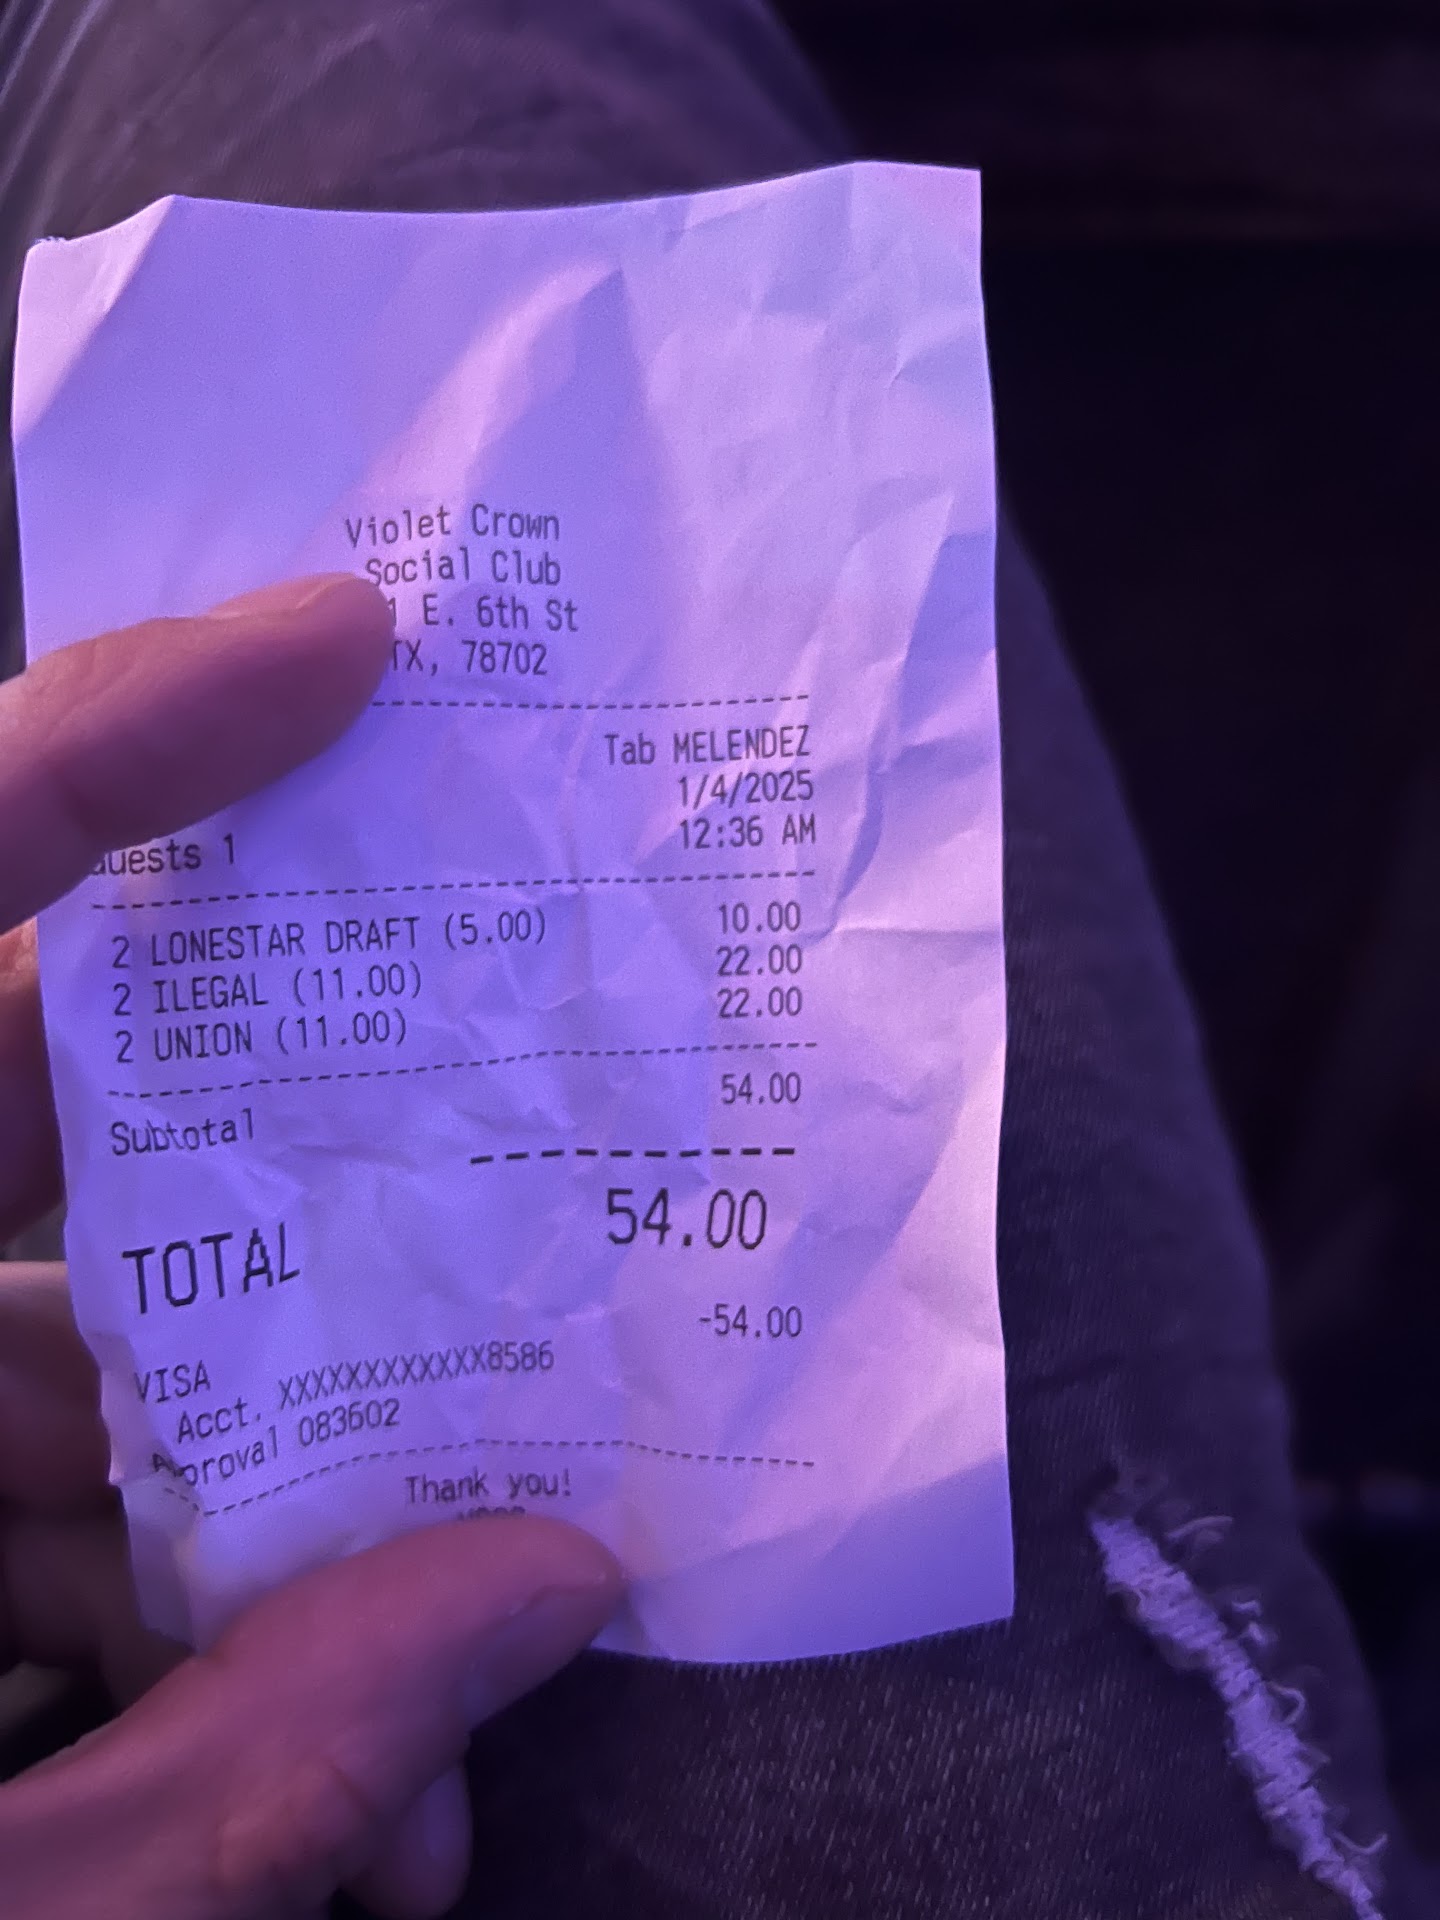 Violet Crown
Social Club
1 E. 6th St
TX, 78702
Tab MELENDEZ
1/4/2025
12:36 AM
uests 1
2 LONESTAR DRAFT (5.00) 10.00
2 ILEGAL (11.00) 22.00
2 UNION (11.00) 22.00
Subtotal 54.00
TOTAL 54.00
VISA -54.00
Acct. XXXXXXXXXXXX8586
Approval 083602
Thank you!